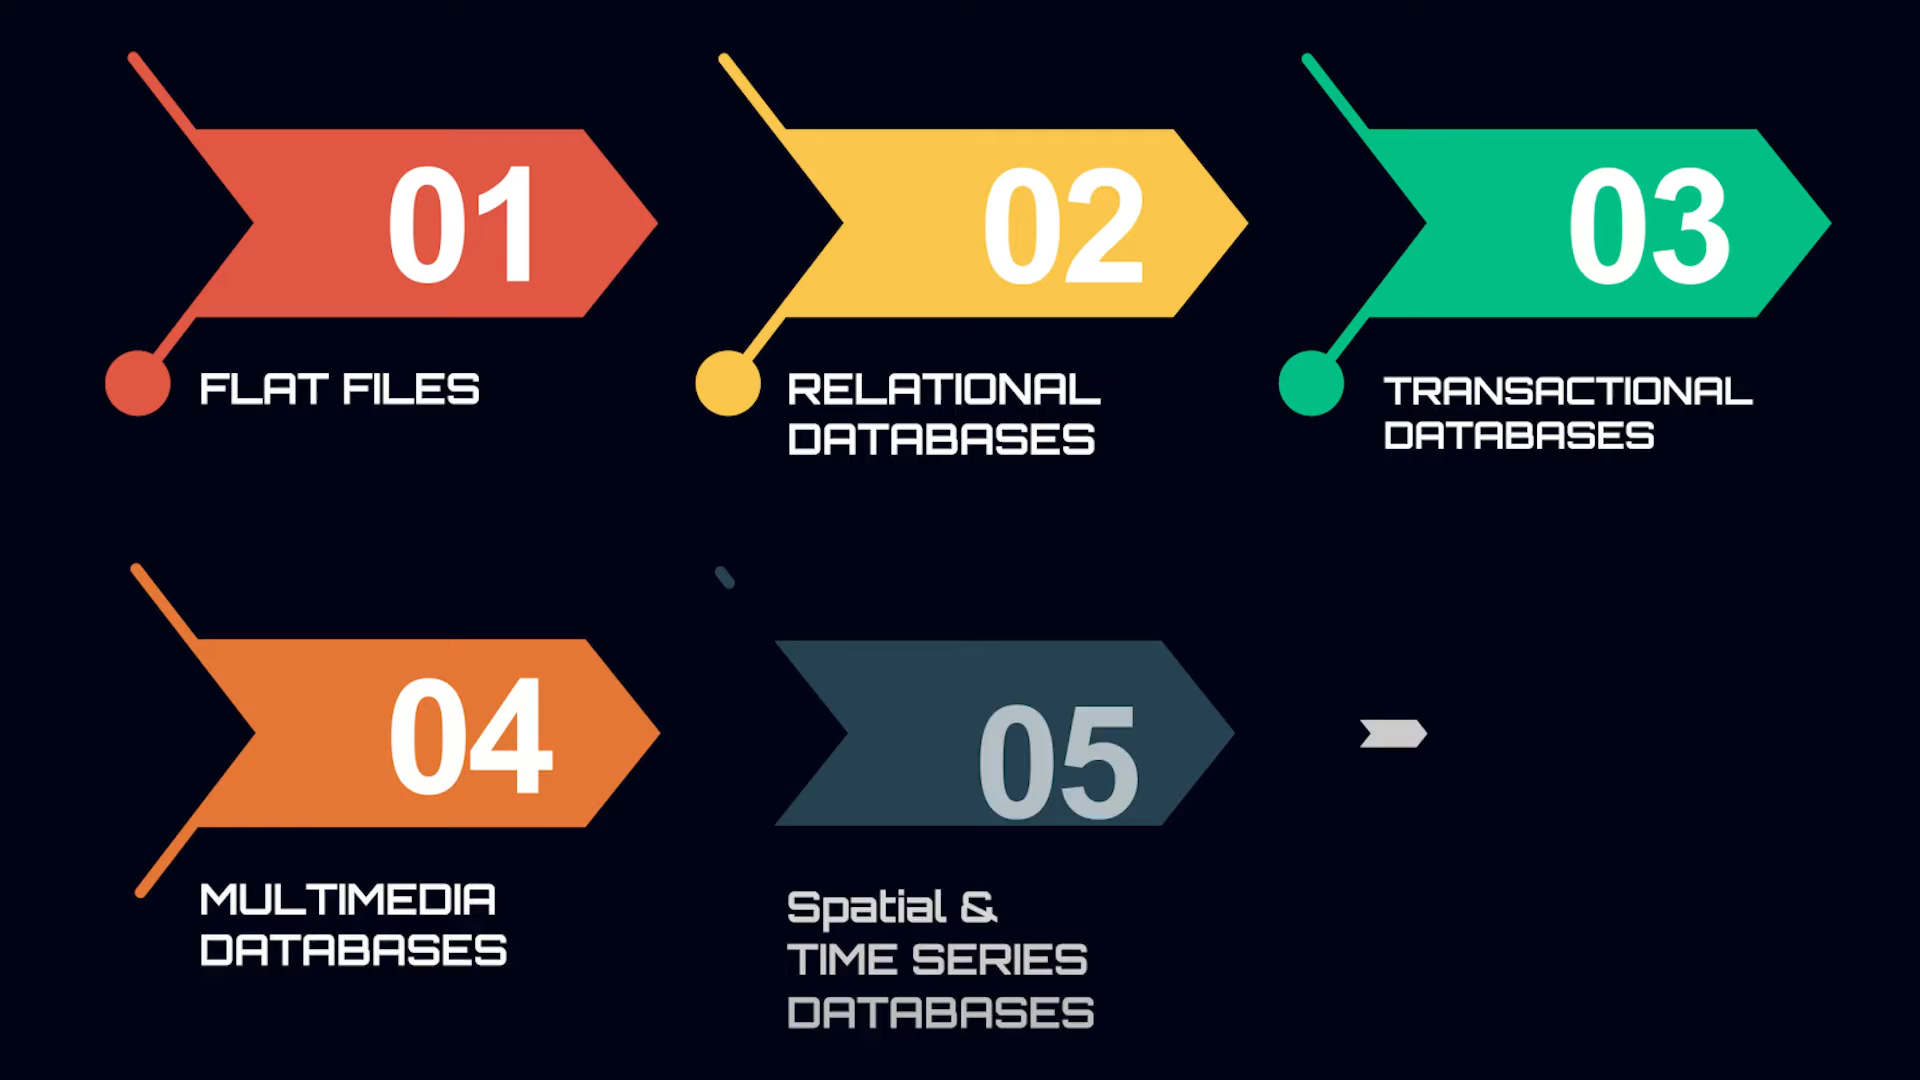 01
FLAT FILES
02
RELATIONAL
DATABASES
03
TRANSACTIONAL
DATABASES
04
MULTIMEDIA
DATABASES
05
Spatial &
TIME SERIES
DATABASES